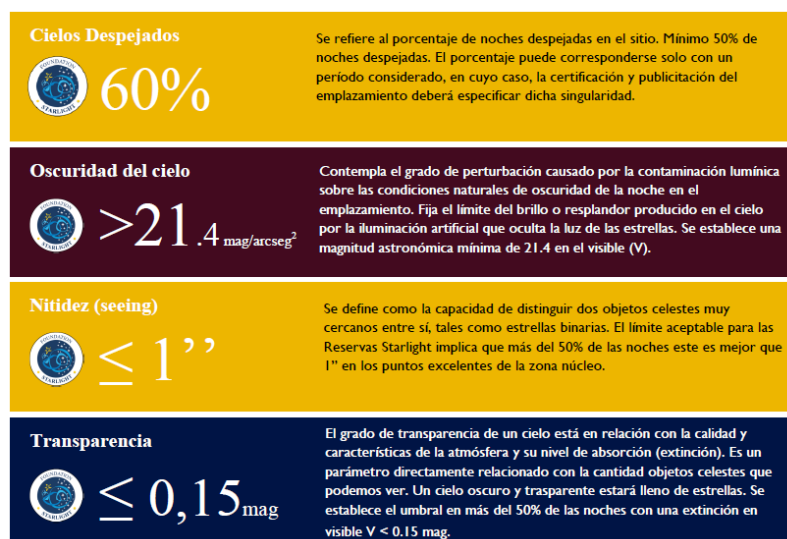 Cielos Despejados
FOUNDATION
STARLIGHT
60%
Se refiere al porcentaje de noches despejadas en el sitio. Mínimo 50% de
noches despejadas. El porcentaje puede corresponderse solo con un
período considerado, en cuyo caso, la certificación y publicitación del
emplazamiento deberá especificar dicha singularidad.
Oscuridad del cielo
FOUNDATION
STARLIGHT
>21.4 mag/arcseg²
Contempla el grado de perturbación causado por la contaminación lumínica
sobre las condiciones naturales de oscuridad de la noche en el
emplazamiento. Fija el límite del brillo o resplandor producido en el cielo
por la iluminación artificial que oculta la luz de las estrellas. Se establece una
magnitud astronómica mínima de 21.4 en el visible (V).
Nitidez (seeing)
FOUNDATION
STARLIGHT
≤ 1’’
Se define como la capacidad de distinguir dos objetos celestes muy
cercanos entre sí, tales como estrellas binarias. El límite aceptable para las
Reservas Starlight implica que más del 50% de las noches este es mejor que
1” en los puntos excelentes de la zona núcleo.
Transparencia
FOUNDATION
STARLIGHT
≤ 0,15mag
El grado de transparencia de un cielo está en relación con la calidad y
características de la atmósfera y su nivel de absorción (extinción). Es un
parámetro directamente relacionado con la cantidad objetos celestes que
podemos ver. Un cielo oscuro y trasparente estará lleno de estrellas. Se
establece el umbral en más del 50% de las noches con una extinción en
visible V < 0.15 mag.